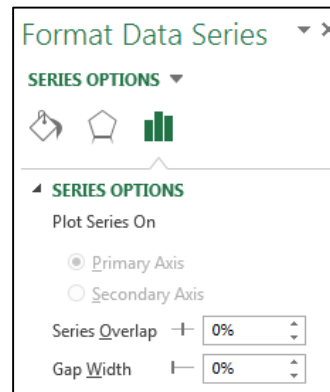 Format Data Series
SERIES OPTIONS
SERIES OPTIONS
Plot Series On
Primary Axis
Secondary Axis
Series Overlap 0%
Gap Width 0%